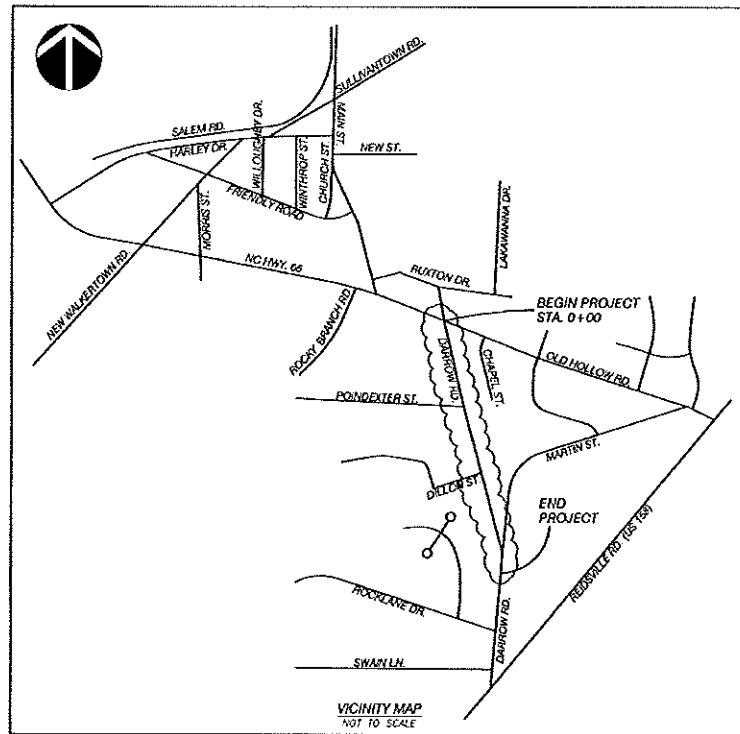 SULLIVANTOWN RD.
MAIN ST.
SALEM RD.
HARLEY DR.
WILLOUGHBY DR.
WINTHROP ST.
CHURCH ST.
NEW ST.
FRIENDLY ROAD
MORRIS ST.
NEW WALKERTOWN RD.
NC HWY. 66
LAKAWANNA DR.
RUXTON DR.
BEGIN PROJECT
STA. 0+00
ROCKY BRANCH RD.
DARROW RD.
CHAPEL ST.
OLD HOLLOW RD.
POINDEXTER ST.
MARTIN ST.
DILLON ST.
END
PROJECT
REIDSVILLE RD. (US 158)
ROCKLANE DR.
DARROW RD.
SWAIN LN.
VICINITY MAP
NOT TO SCALE